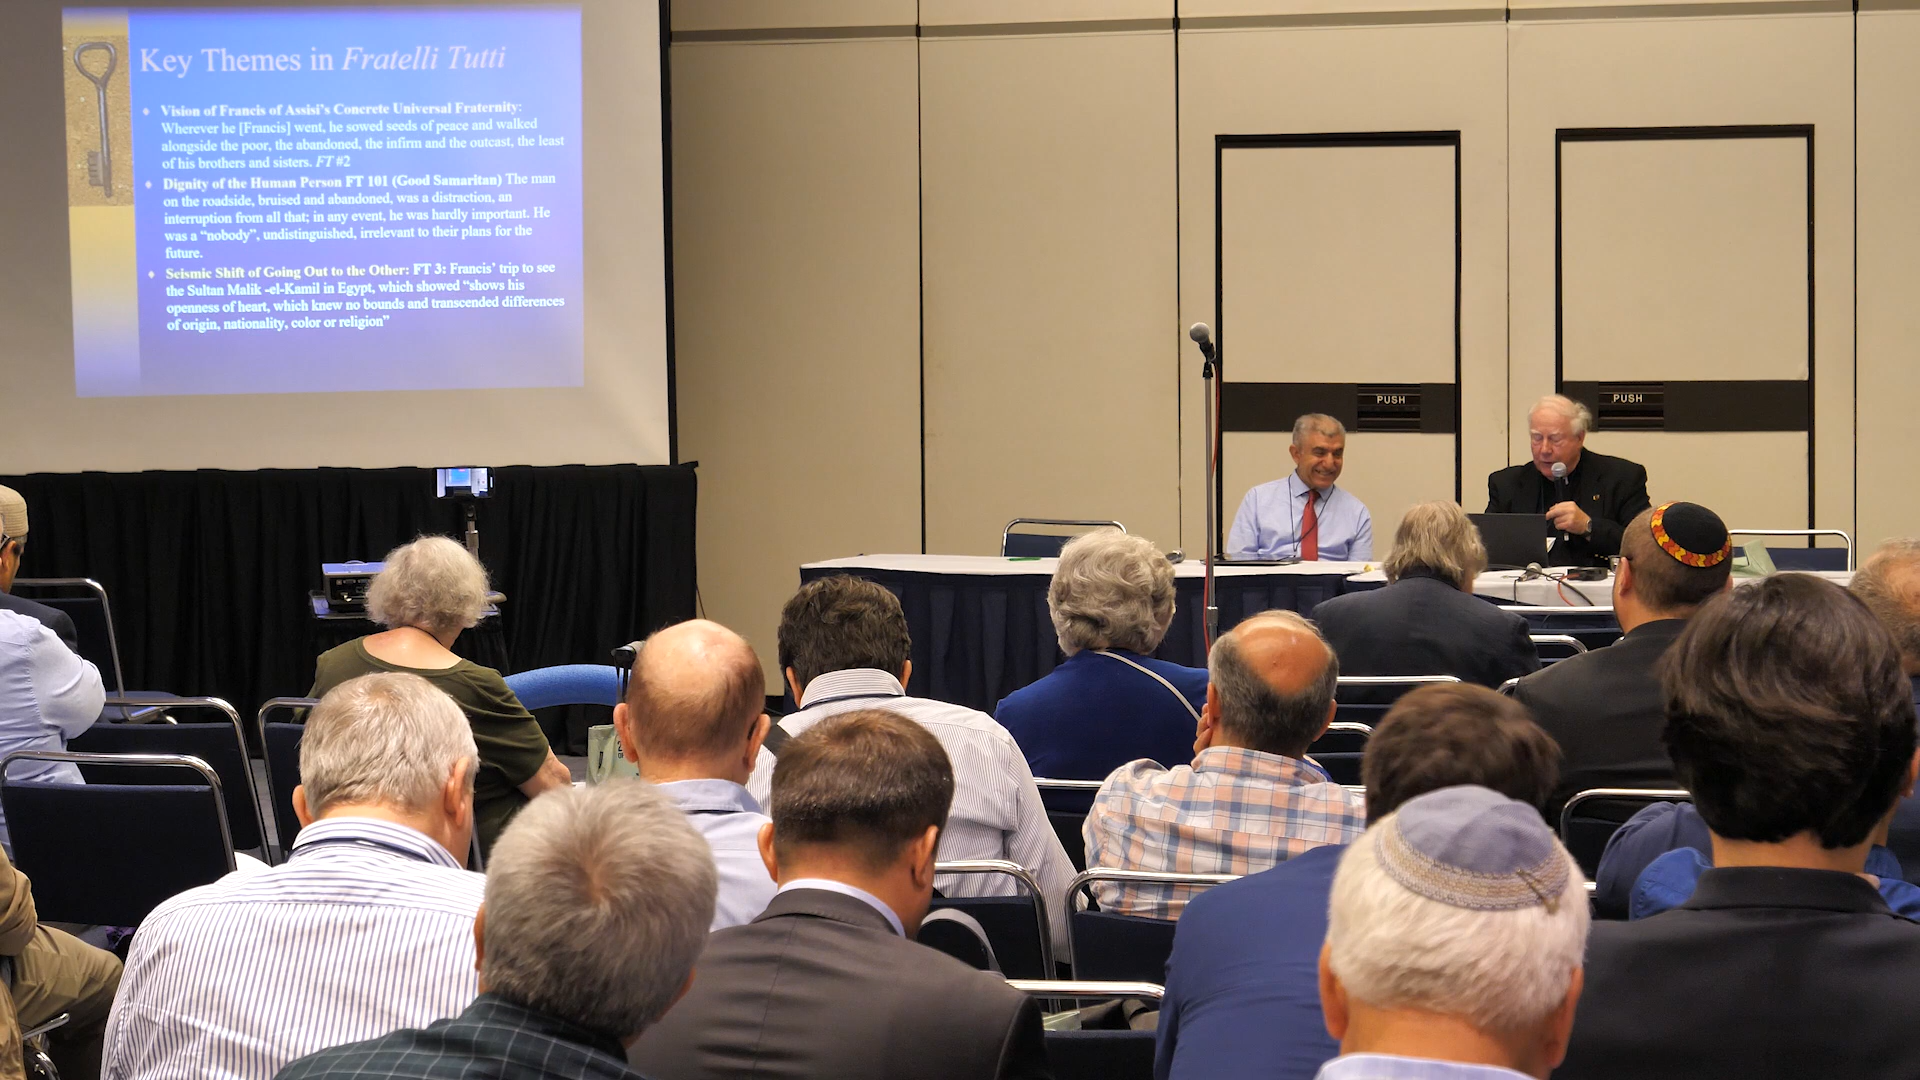 Key Themes in Fratelli Tutti
Vision of Francis of Assisi's Concrete Universal Fraternity:
Wherever he [Francis] went, he sowed seeds of peace and walked
alongside the poor, the abandoned, the infirm and the outcast, the least
of his brothers and sisters. FT #2
Dignity of the Human Person FT 101 (Good Samaritan) The man
on the roadside, bruised and abandoned, was a distraction, an
interruption from all that; in any event, he was hardly important. He
was a “nobody”, undistinguished, irrelevant to their plans for the
future.
Seismic Shift of Going Out to the Other: FT 3: Francis’ trip to see
the Sultan Malik -el-Kamil in Egypt, which showed “shows his
openness of heart, which knew no bounds and transcended differences
of origin, nationality, color or religion”
PUSH
PUSH